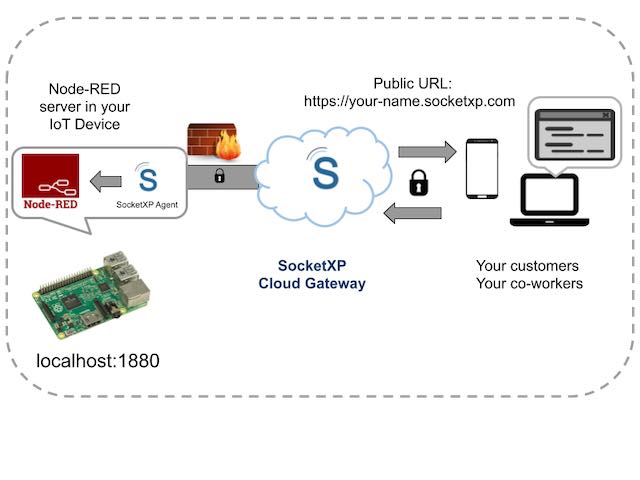 Node-RED
server in your
IoT Device
Public URL:
https://your-name.socketxp.com
Node-RED
S
SocketXP Agent
S
SocketXP
Cloud Gateway
Your customers
Your co-workers
localhost:1880